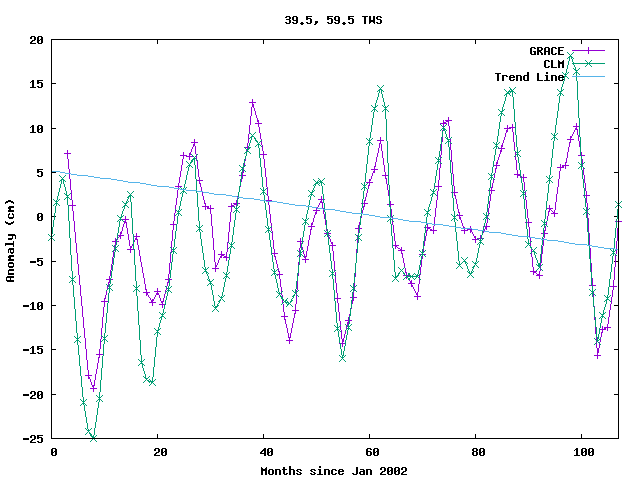 39.5, 59.5 TWS
GRACE
CLM
Trend Line
20
15
10
5
0
-5
-10
-15
-20
-25
Anomaly (cm)
0 20 40 60 80 100
Months since Jan 2002